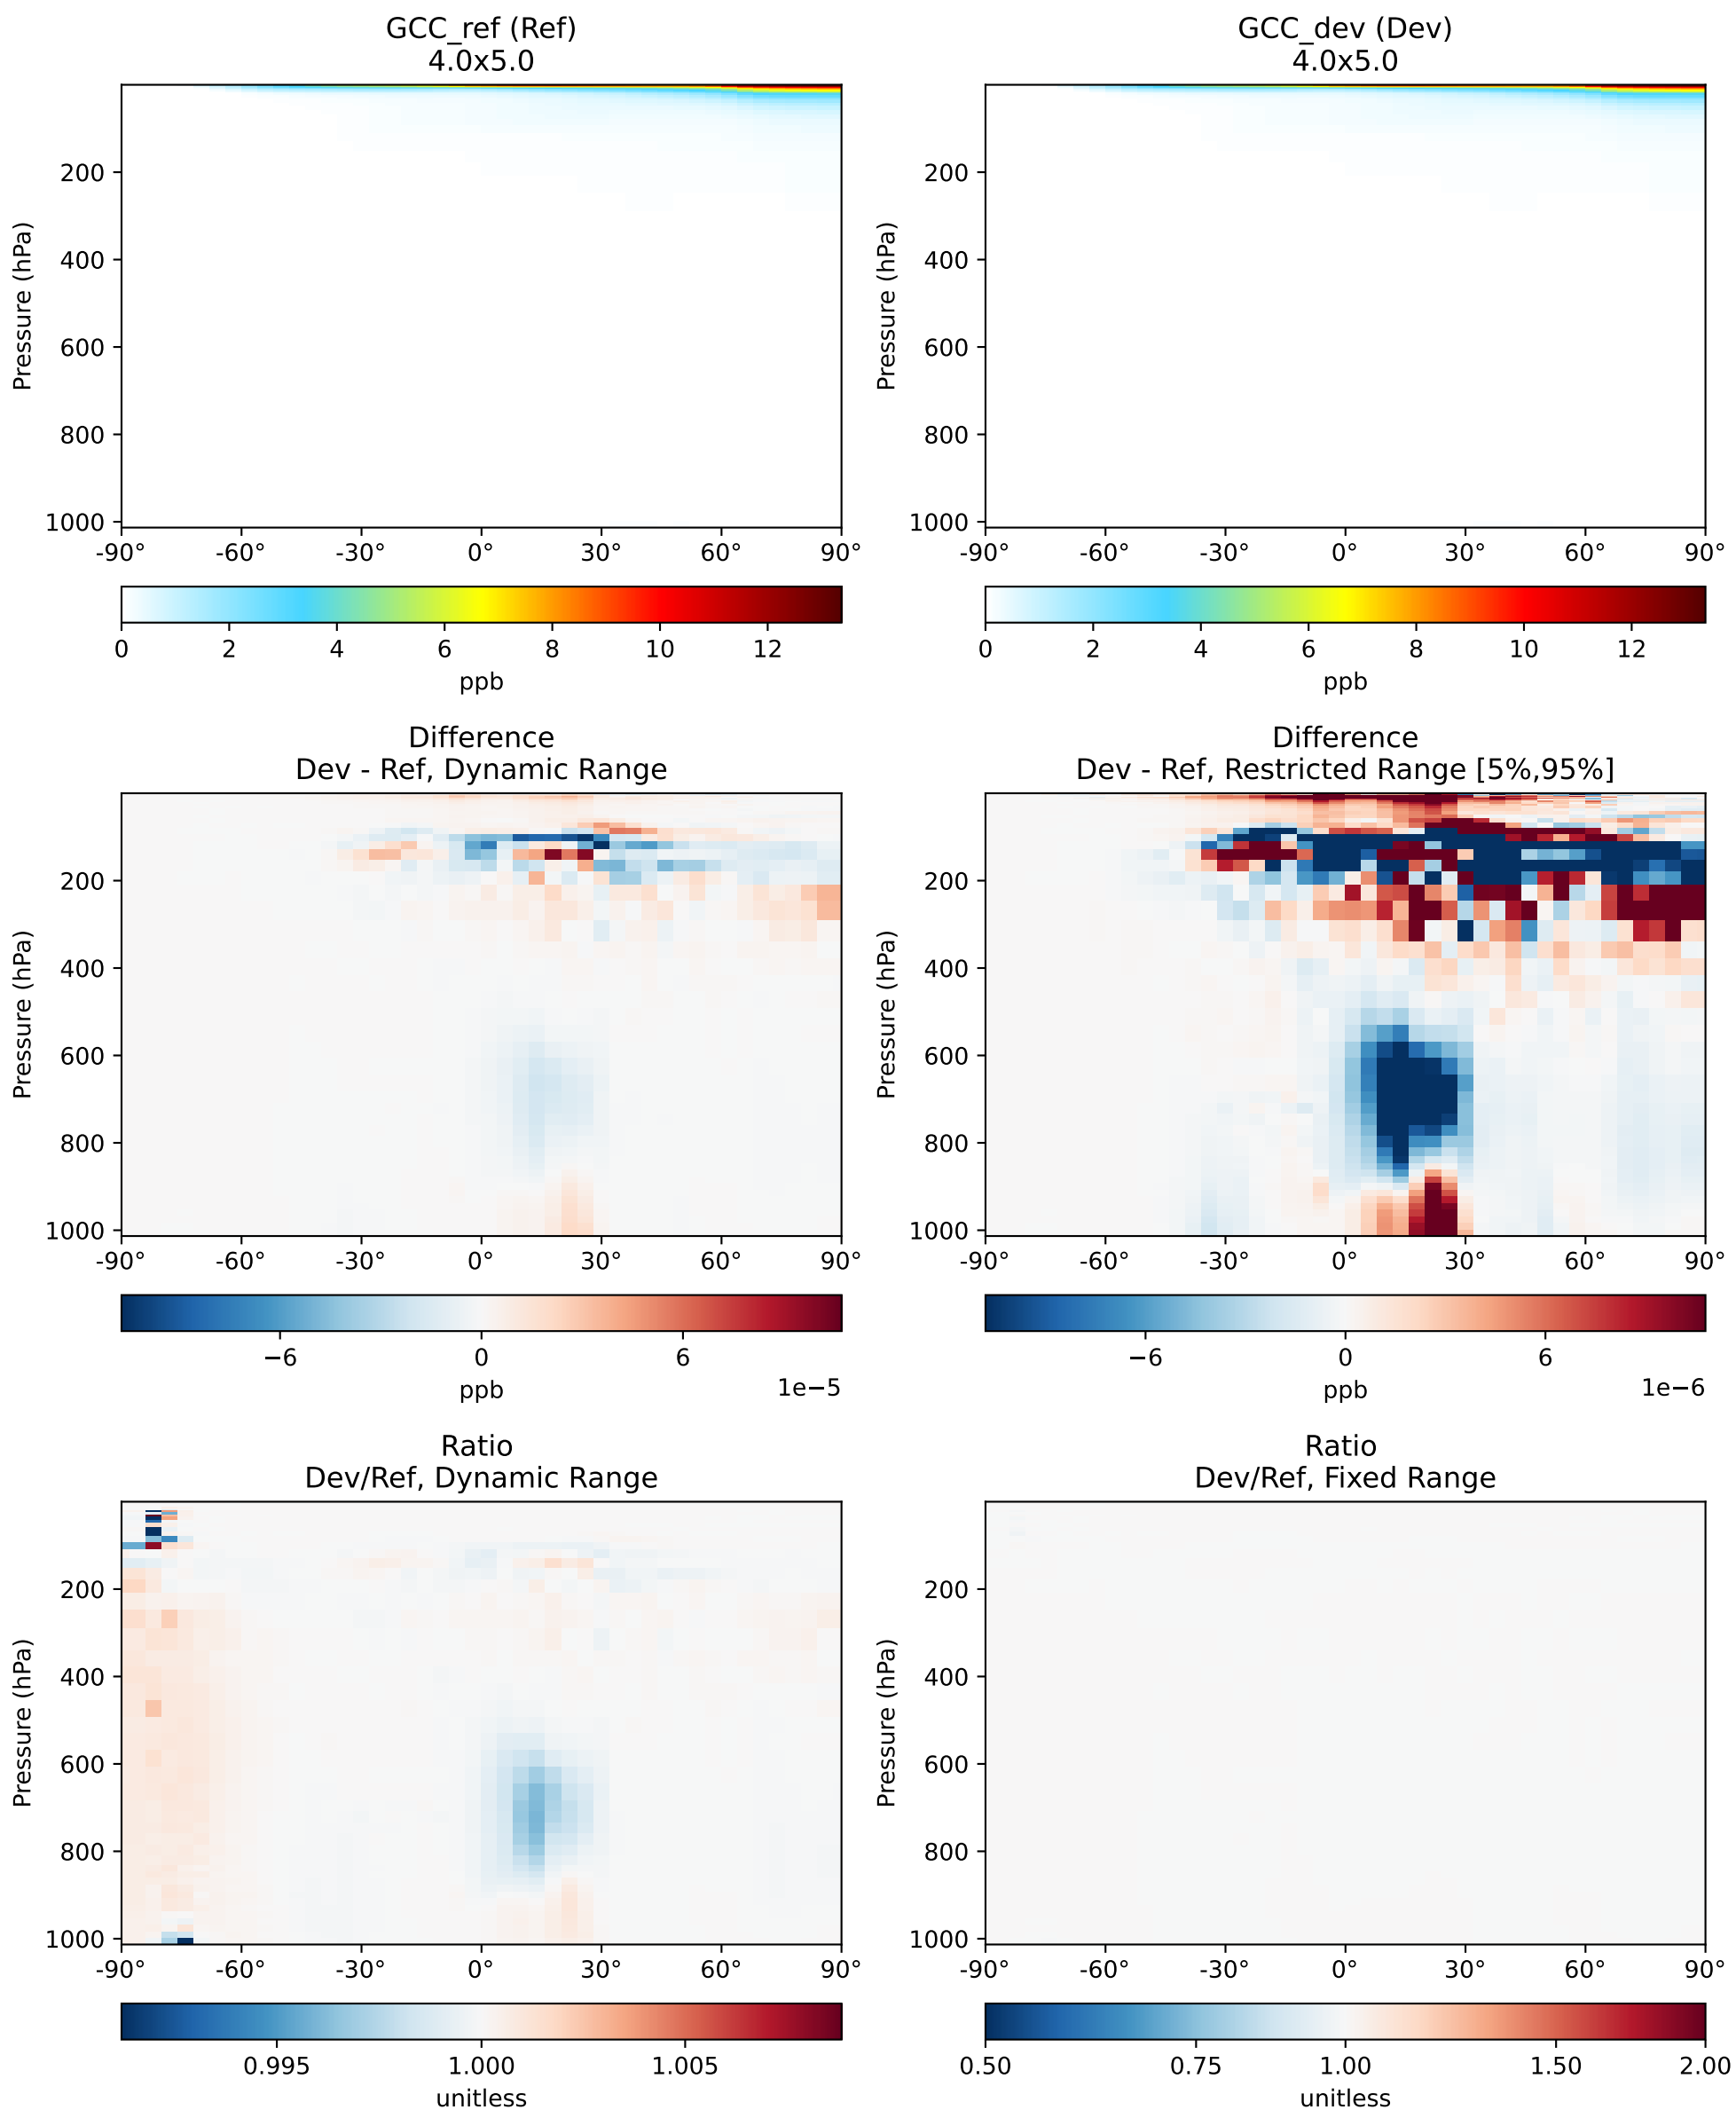 GCC_ref (Ref)
4.0x5.0
Pressure (hPa)
200
400
600
800
1000
-90° -60° -30° 0° 30° 60° 90°
0 2 4 6 8 10 12
ppb
GCC_dev (Dev)
4.0x5.0
Pressure (hPa)
200
400
600
800
1000
-90° -60° -30° 0° 30° 60° 90°
0 2 4 6 8 10 12
ppb
Difference
Dev - Ref, Dynamic Range
Pressure (hPa)
200
400
600
800
1000
-90° -60° -30° 0° 30° 60° 90°
−6 0 6
ppb
1e−5
Difference
Dev - Ref, Restricted Range [5%,95%]
Pressure (hPa)
200
400
600
800
1000
-90° -60° -30° 0° 30° 60° 90°
−6 0 6
ppb
1e−6
Ratio
Dev/Ref, Dynamic Range
Pressure (hPa)
200
400
600
800
1000
-90° -60° -30° 0° 30° 60° 90°
0.995 1.000 1.005
unitless
Ratio
Dev/Ref, Fixed Range
Pressure (hPa)
200
400
600
800
1000
-90° -60° -30° 0° 30° 60° 90°
0.50 0.75 1.00 1.50 2.00
unitless